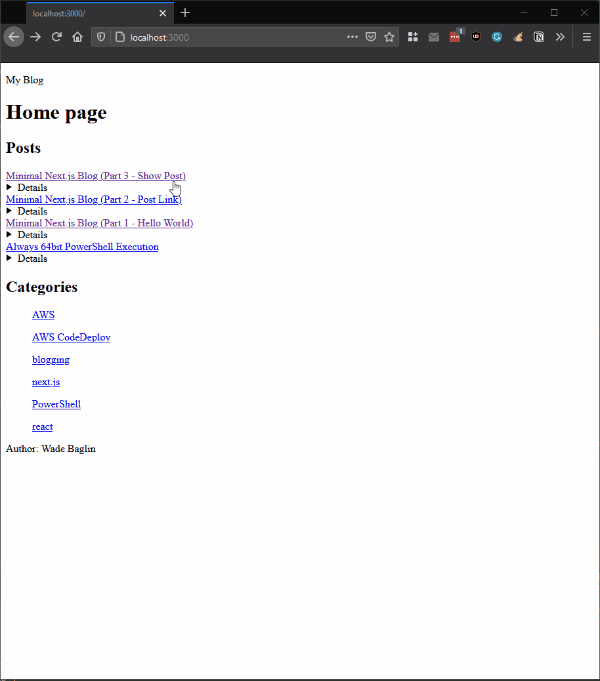 localhost:3000/
localhost:3000
1
My Blog
Home page
Posts
Minimal Next.js Blog (Part 3 - Show Post)
Details
Minimal Next.js Blog (Part 2 - Post Link)
Details
Minimal Next.js Blog (Part 1 - Hello World)
Details
Always 64bit PowerShell Execution
Details
Categories
AWS
AWS CodeDeploy
blogging
next.js
PowerShell
react
Author: Wade Baglin